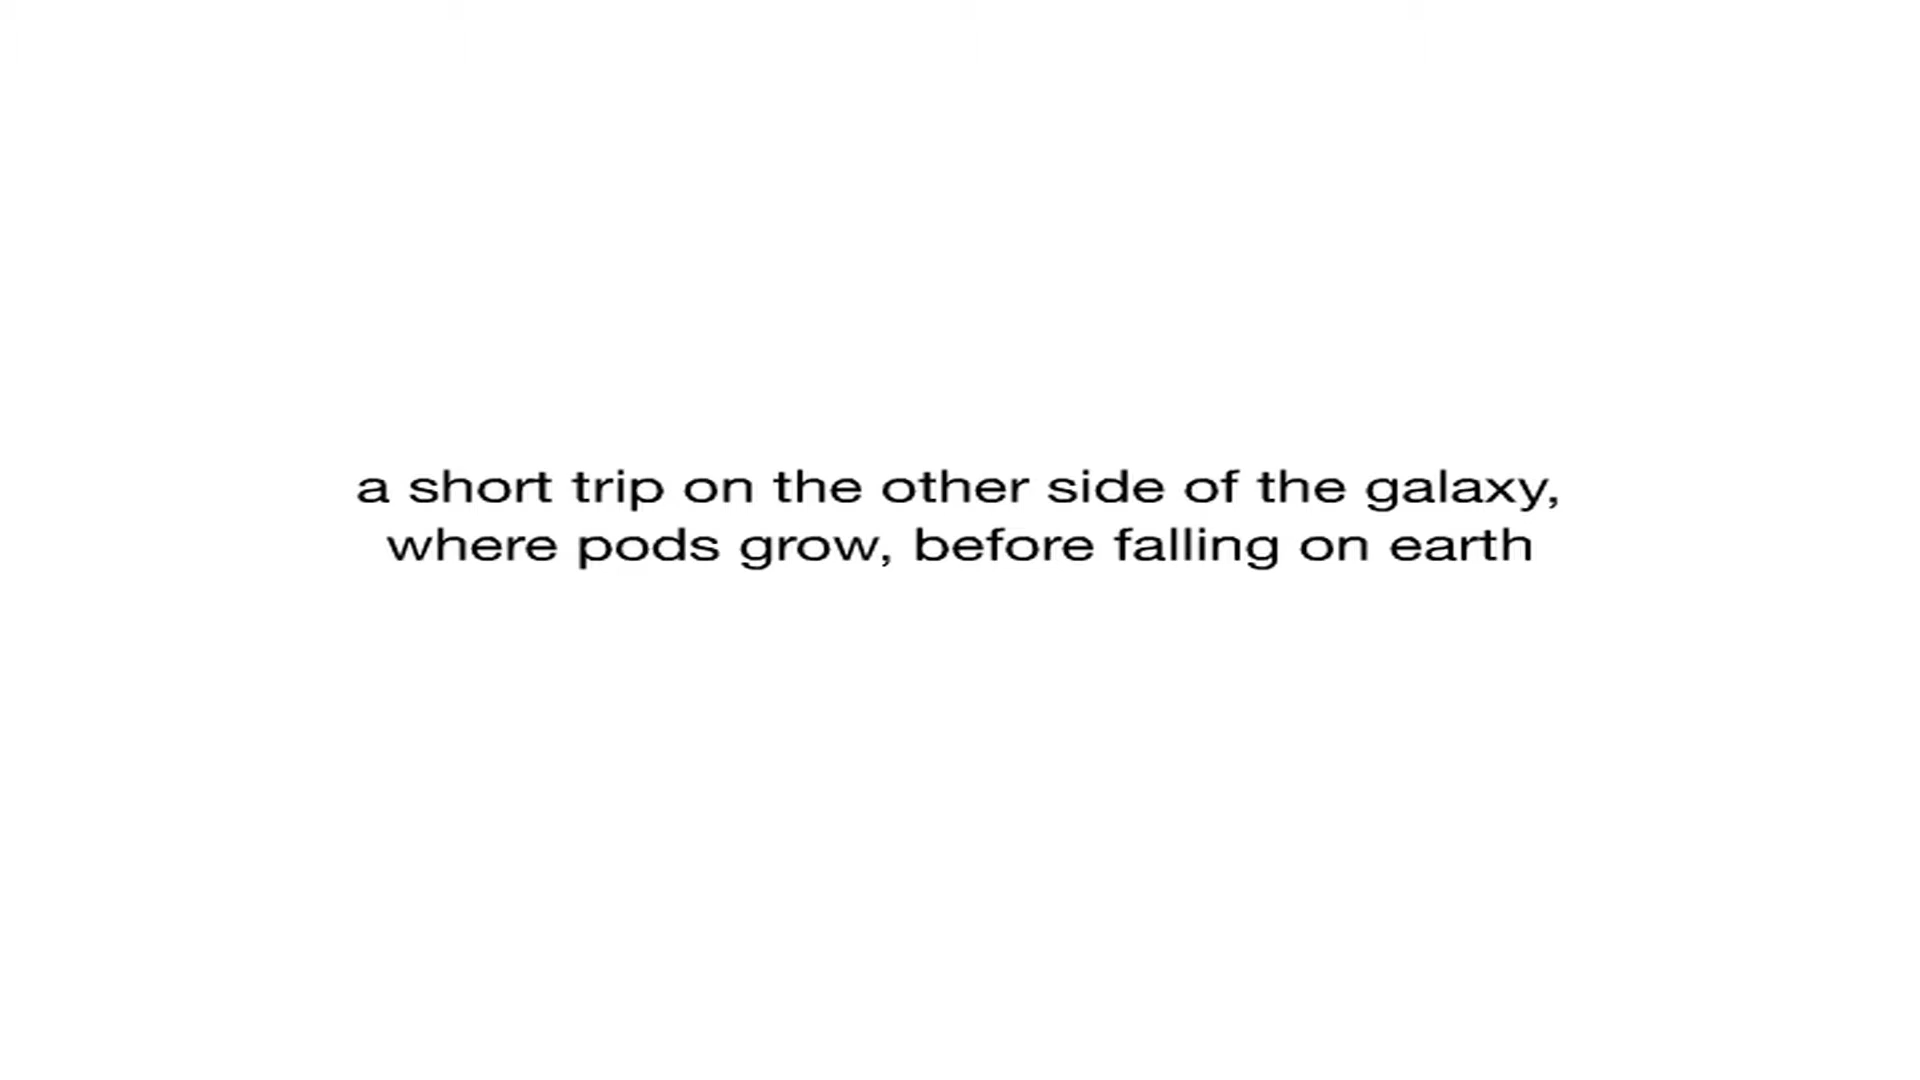 a short trip on the other side of the galaxy,
where pods grow, before falling on earth